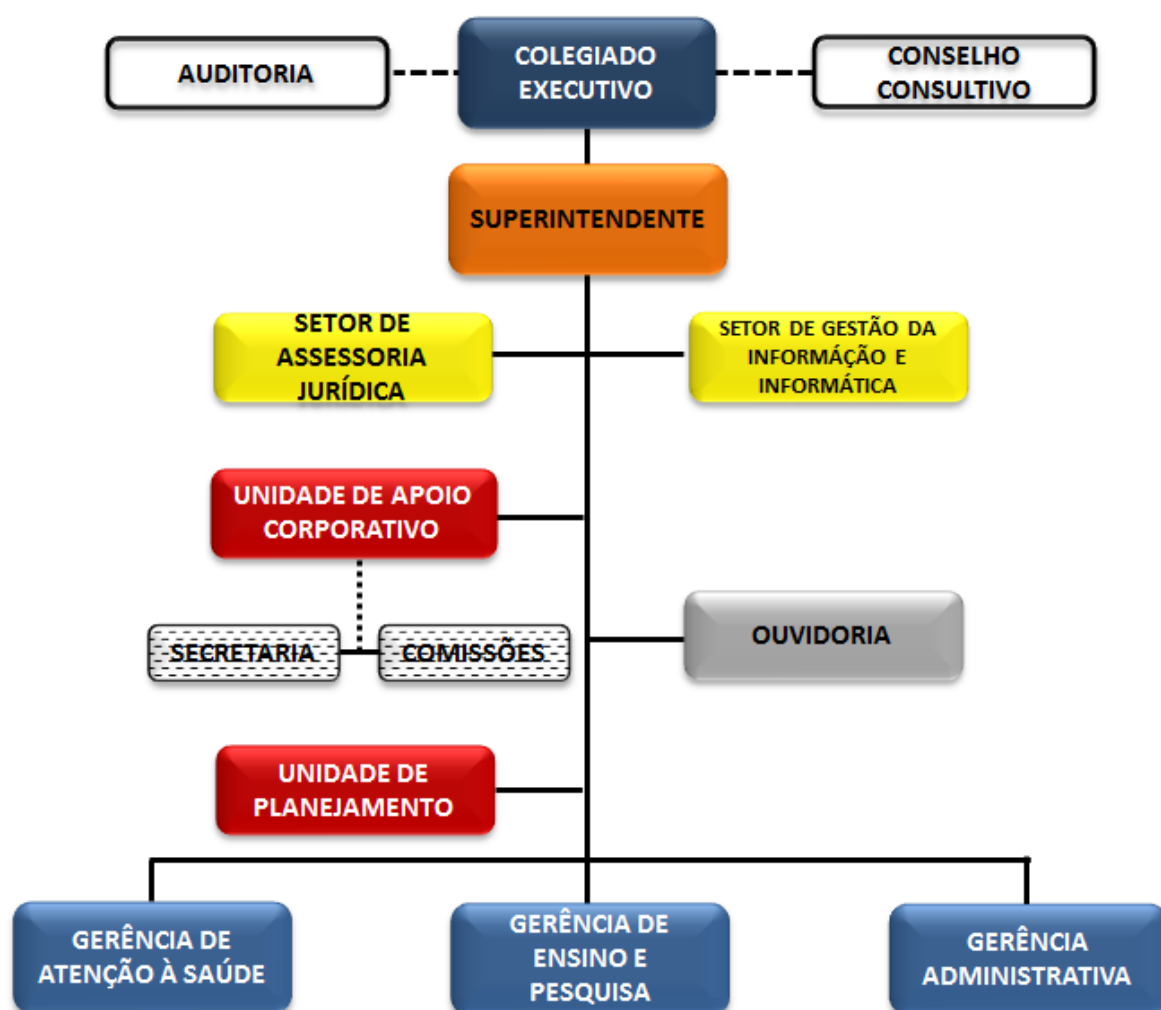 AUDITORIA
COLEGIADO
EXECUTIVO
CONSELHO
CONSULTIVO
SUPERINTENDENTE
SETOR DE
ASSESSORIA
JURÍDICA
SETOR DE GESTÃO DA
INFORMÁÇÃO E
INFORMÁTICA
UNIDADE DE APOIO
CORPORATIVO
SECRETARIA
COMISSÕES
OUVIDORIA
UNIDADE DE
PLANEJAMENTO
GERÊNCIA DE
ATENÇÃO À SAÚDE
GERÊNCIA DE
ENSINO E
PESQUISA
GERÊNCIA
ADMINISTRATIVA